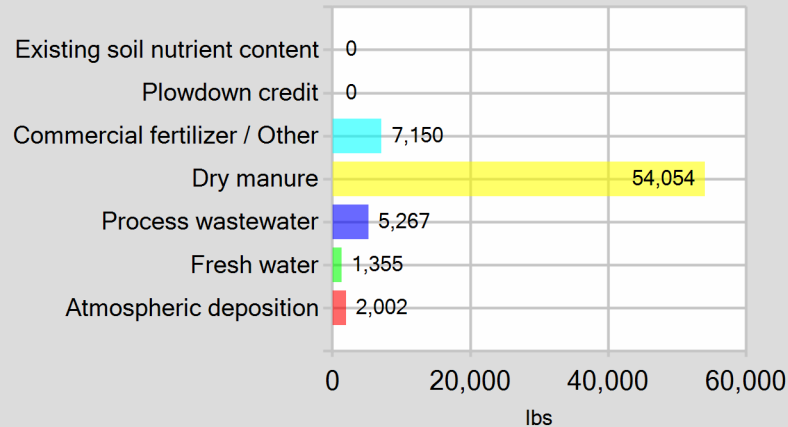 Existing soil nutrient content 0
Plowdown credit 0
Commercial fertilizer / Other 7,150
Dry manure 54,054
Process wastewater 5,267
Fresh water 1,355
Atmospheric deposition 2,002
0 20,000 40,000 60,000
lbs